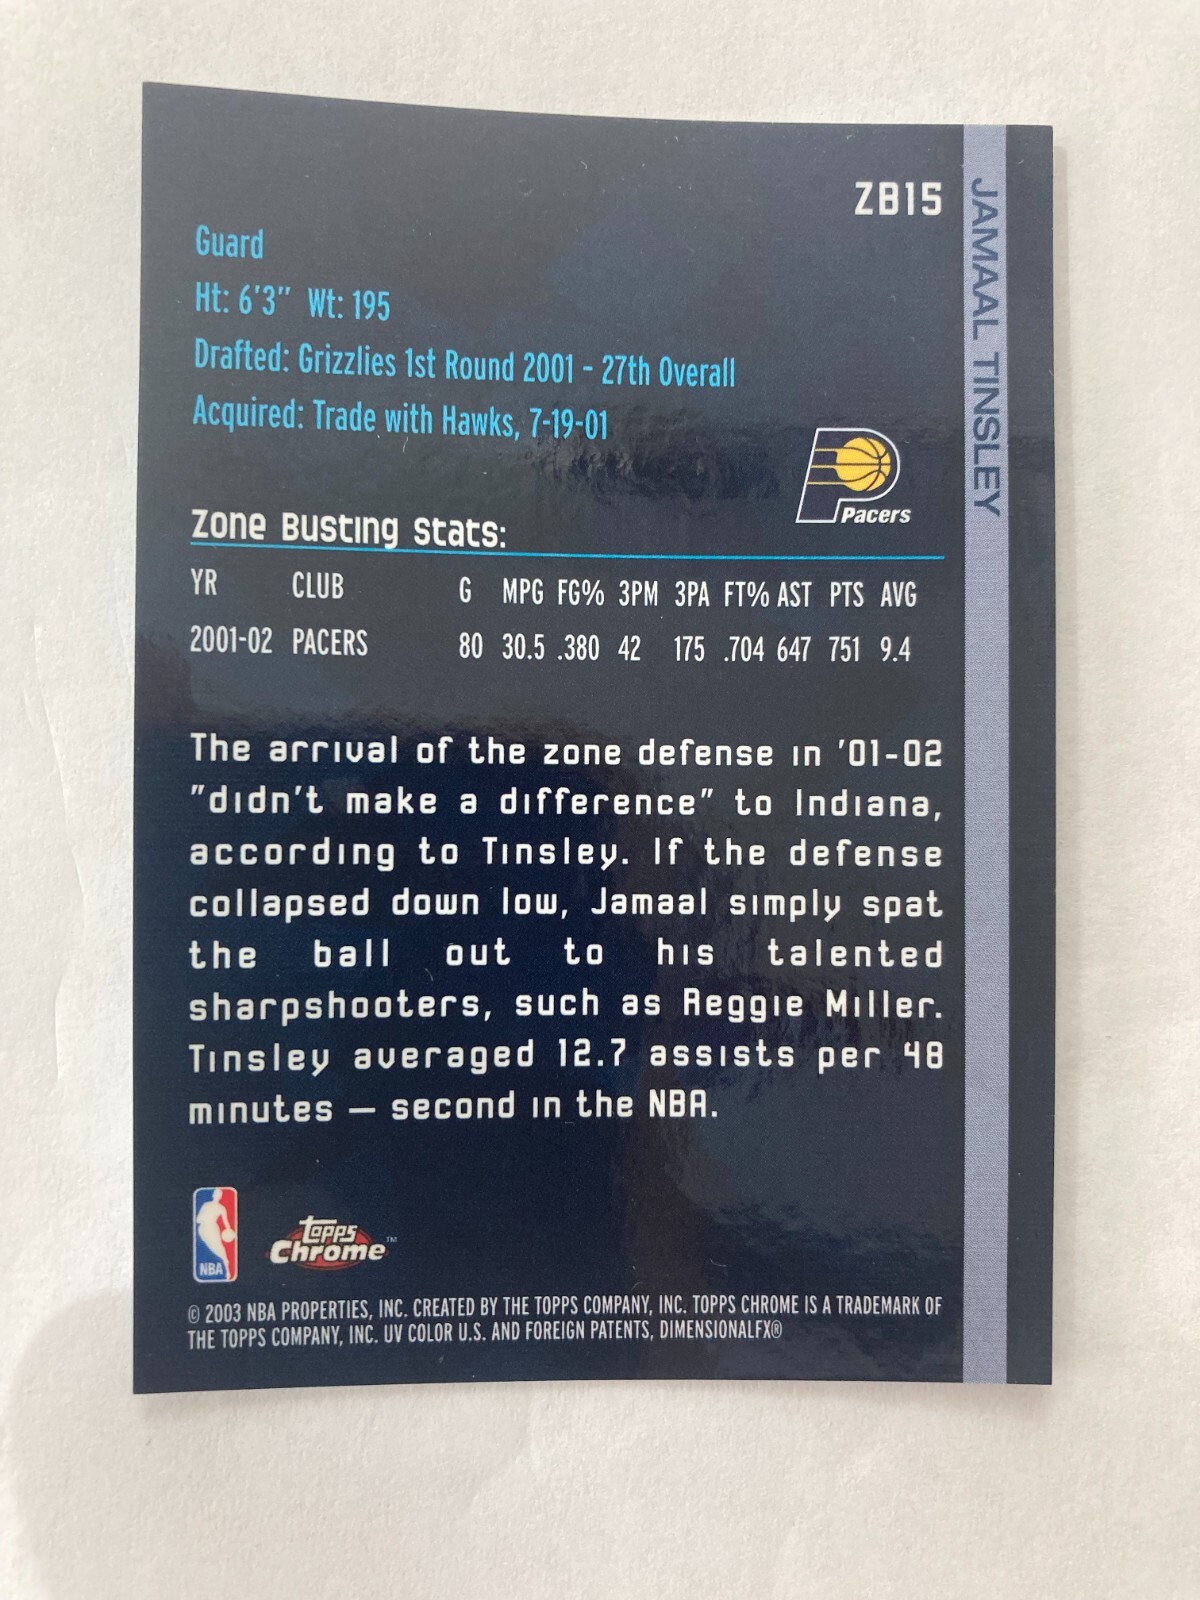 ZB15
JAMAAL TINSLEY
Guard
Ht: 6'3" Wt: 195
Drafted: Grizzlies 1st Round 2001 - 27th Overall
Acquired: Trade with Hawks, 7-19-01
Pacers
Zone Busting Stats:
YR CLUB G MPG FG% 3PM 3PA FT% AST PTS AVG
2001-02 PACERS 80 30.5 .380 42 175 .704 647 751 9.4
The arrival of the zone defense in '01-02
"didn't make a difference" to Indiana,
according to Tinsley. If the defense
collapsed down low, Jamaal simply spat
the ball out to his talented
sharpshooters, such as Reggie Miller.
Tinsley averaged 12.7 assists per 48
minutes — second in the NBA.
NBA
Topps
Chrome™
© 2003 NBA PROPERTIES, INC. CREATED BY THE TOPPS COMPANY, INC. TOPPS CHROME IS A TRADEMARK OF
THE TOPPS COMPANY, INC. UV COLOR U.S. AND FOREIGN PATENTS, DIMENSIONALFX®